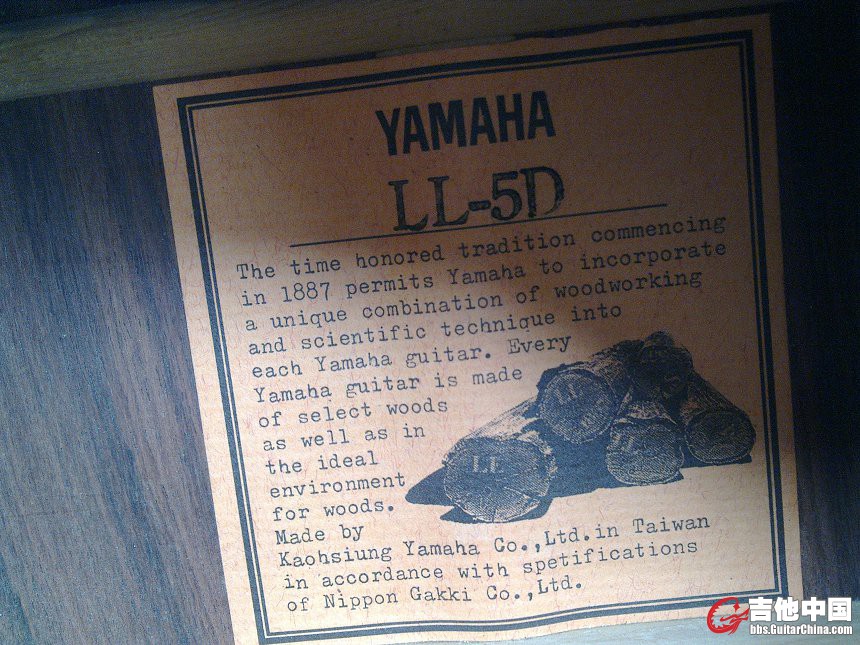 YAMAHA
LL-5D
The time honored tradition commencing
in 1887 permits Yamaha to incorporate
a unique combination of woodworking
and scientific technique into
each Yamaha guitar. Every
Yamaha guitar is made
of select woods
as well as in
the ideal
environment
for woods.
Made by
Kaohsiung Yamaha Co.,Ltd.in Taiwan
in accordance with spetifications
of Nippon Gakki Co.,Ltd.
LL
LL
LL
吉他中国
bbs.GuitarChina.com